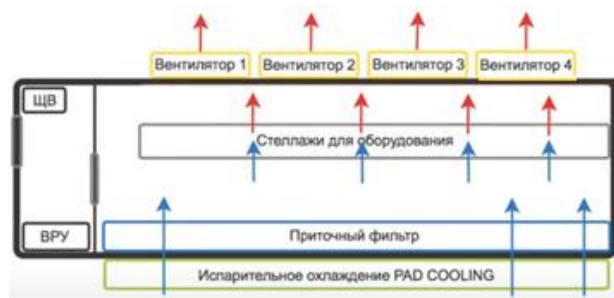 Вентилятор 1
Вентилятор 2
Вентилятор 3
Вентилятор 4
ЩВ
Стеллажи для оборудования
ВРУ
Приточный фильтр
Испарительное охлаждение PAD COOLING